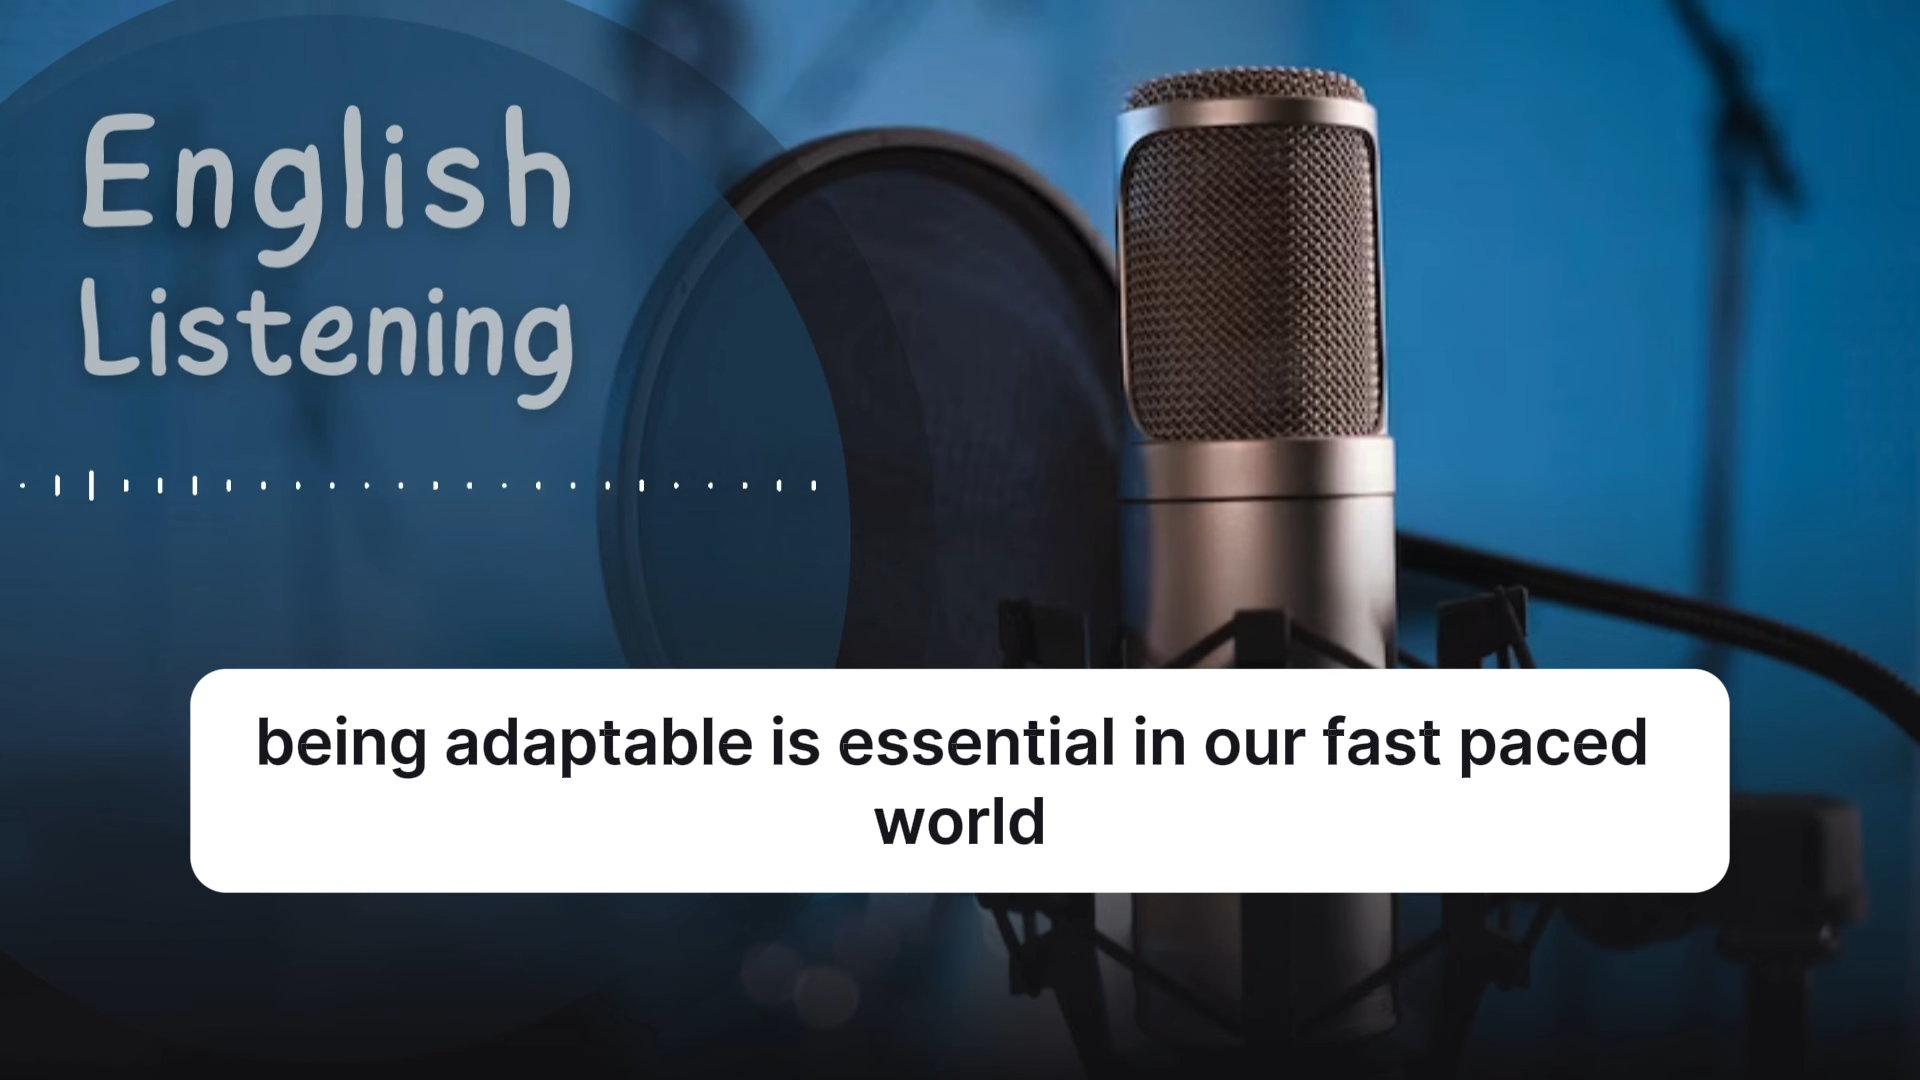 English
Listening
being adaptable is essential in our fast paced
world